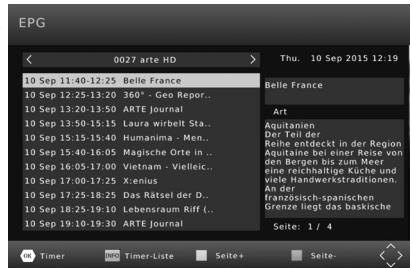 EPG
0027 arte HD
Thu. 10 Sep 2015 12:19
10 Sep 11:40-12:25 Belle France
10 Sep 12:25-13:20 360° - Geo Repor..
10 Sep 13:20-13:50 ARTE Journal
10 Sep 13:50-15:15 Laura wirbelt Sta..
10 Sep 15:15-15:40 Humanima - Men..
10 Sep 15:40-16:05 Magische Orte in ..
10 Sep 16:05-17:00 Vietnam - Vielleic..
10 Sep 17:00-17:25 X:enius
10 Sep 17:25-18:25 Das Rätsel der D..
10 Sep 18:25-19:10 Lebensraum Riff (..
10 Sep 19:10-19:30 ARTE Journal
Belle France
Art
Aquitanien
Der Teil der
Reihe entdeckt in der Region
Aquitaine bei einer Reise von
den Bergen bis zum Meer
eine reichhaltige Küche und
viele Handwerkstraditionen.
An der
französisch-spanischen
Grenze liegt das baskische
Seite: 1 / 4
OK Timer
INFO Timer-Liste
Seite+
Seite-